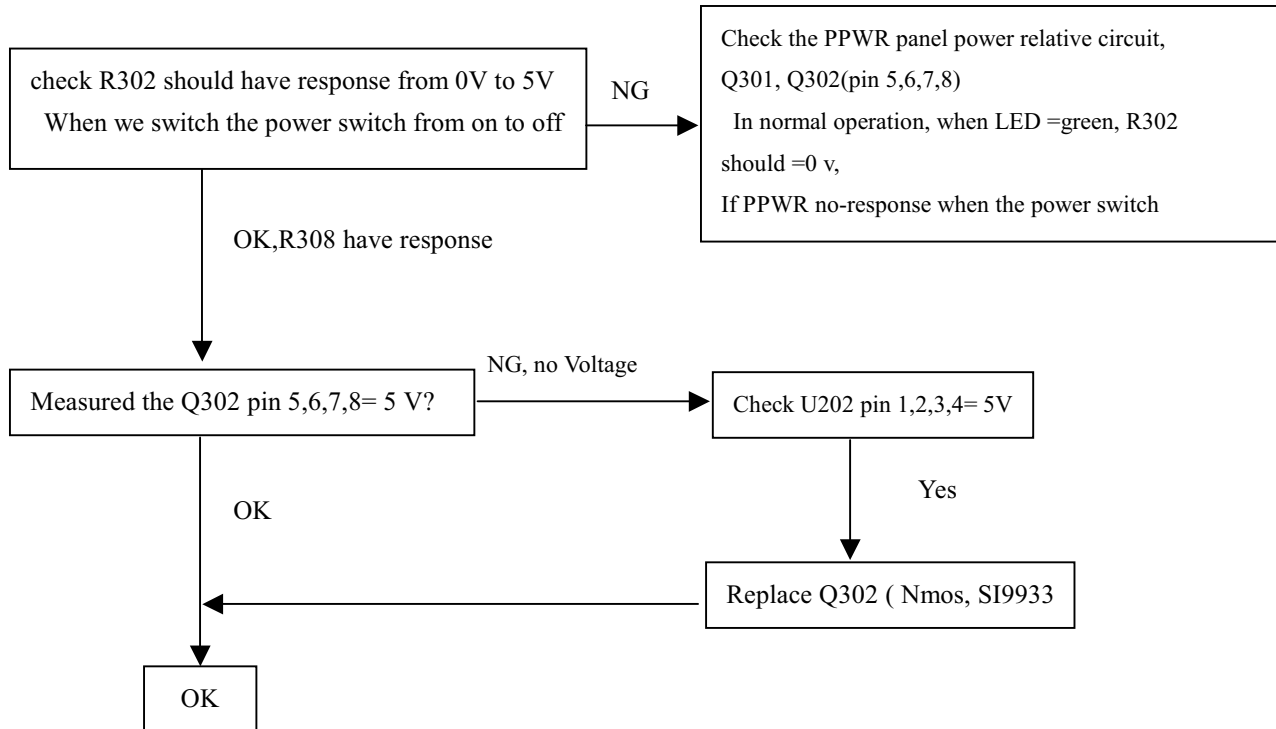 check R302 should have response from 0V to 5V
When we switch the power switch from on to off
NG
Check the PPWR panel power relative circuit,
Q301, Q302(pin 5,6,7,8)
In normal operation, when LED =green, R302
should =0 v,
If PPWR no-response when the power switch
OK,R308 have response
Measured the Q302 pin 5,6,7,8= 5 V?
NG, no Voltage
Check U202 pin 1,2,3,4= 5V
OK
Yes
Replace Q302 ( Nmos, SI9933
OK